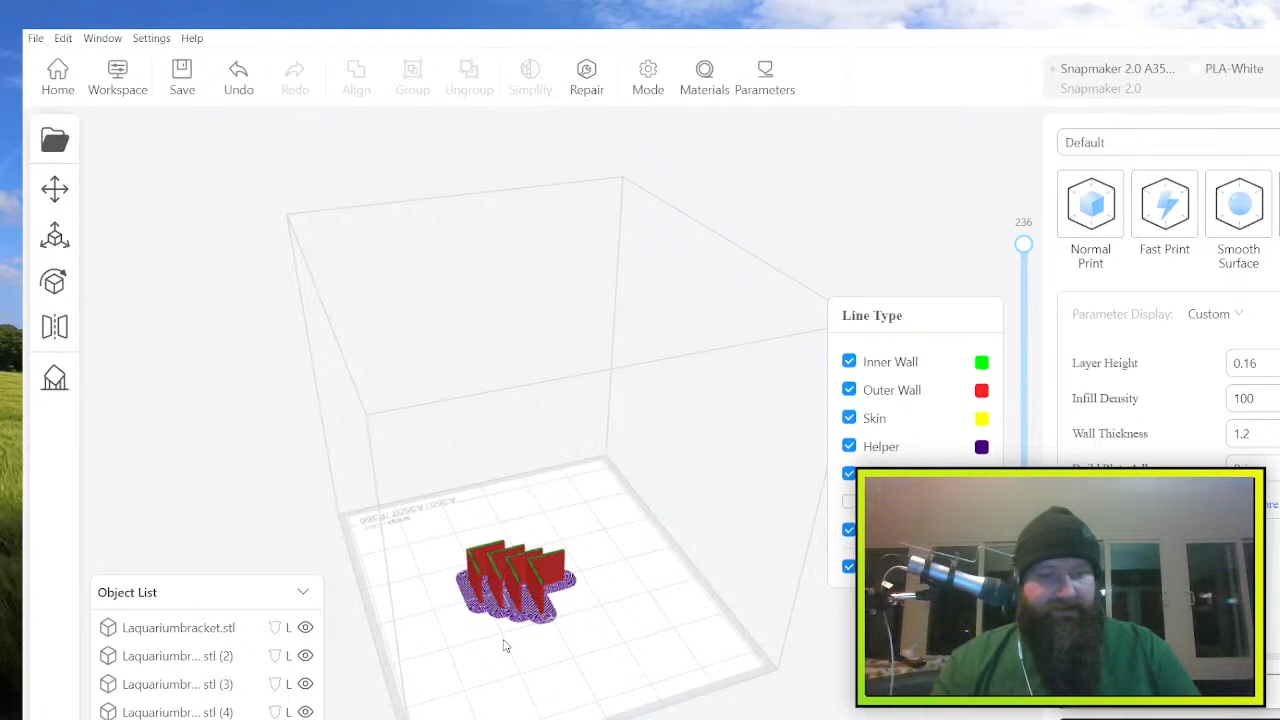 File Edit Window Settings Help
Home Workspace Save Undo Redo Align Group Ungroup Simplify Repair Mode Materials Parameters
Snapmaker 2.0 A35... PLA-White
Snapmaker 2.0
Default
Normal Print
Fast Print
Smooth Surface
236
Parameter Display: Custom
Line Type
Inner Wall
Outer Wall
Skin
Helper
Layer Height 0.16
Infill Density 100
Wall Thickness 1.2
Object List
Laquariumbracket.stl L
Laquariumbr... stl (2) L
Laquariumbr... stl (3) L
Laquariumbr... stl (4) L